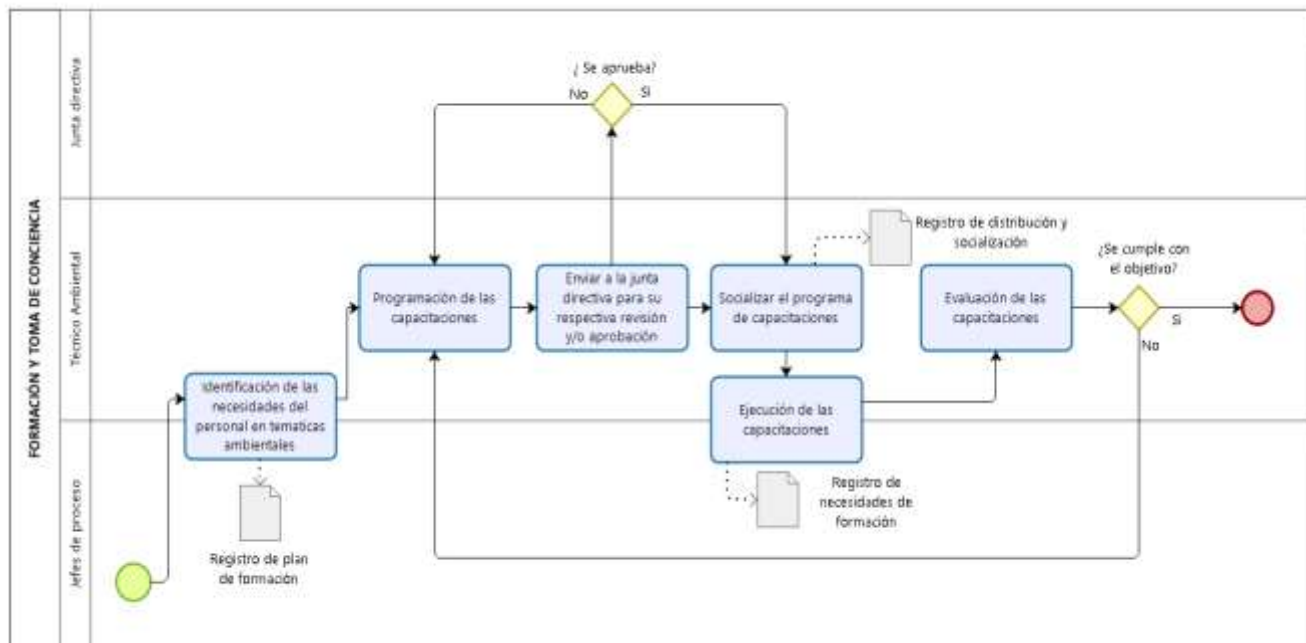 FORMACIÓN Y TOMA DE CONCIENCIA
Junta directiva
¿ Se aprueba?
No
Si
Técnico Ambiental
Programación de las
capacitaciones
Enviar a la junta
directiva para su
respectiva revisión
y/o aprobación
Socializar el programa
de capacitaciones
Registro de distribución y
socialización
Evaluación de las
capacitaciones
¿Se cumple con
el objetivo?
Si
No
Identificación de las
necesidades del
personal en tematicas
ambientales
Ejecución de las
capacitaciones
Jefes de proceso
Registro de plan
de formación
Registro de
necesidades de
formación